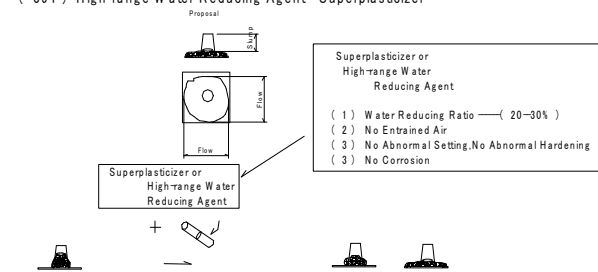 High-range Water Reducing Agent Superplasticizer
Proposal
Slump
Flow
Flow
Superplasticizer or
High-range Water
Reducing Agent
( 1 ) Water Reducing Ratio —( 20—30% )
( 2 ) No Entrained Air
( 3 ) No Abnormal Setting,No Abnormal Hardening
( 3 ) No Corrosion
Superplasticizer or
High-range Water
Reducing Agent
+